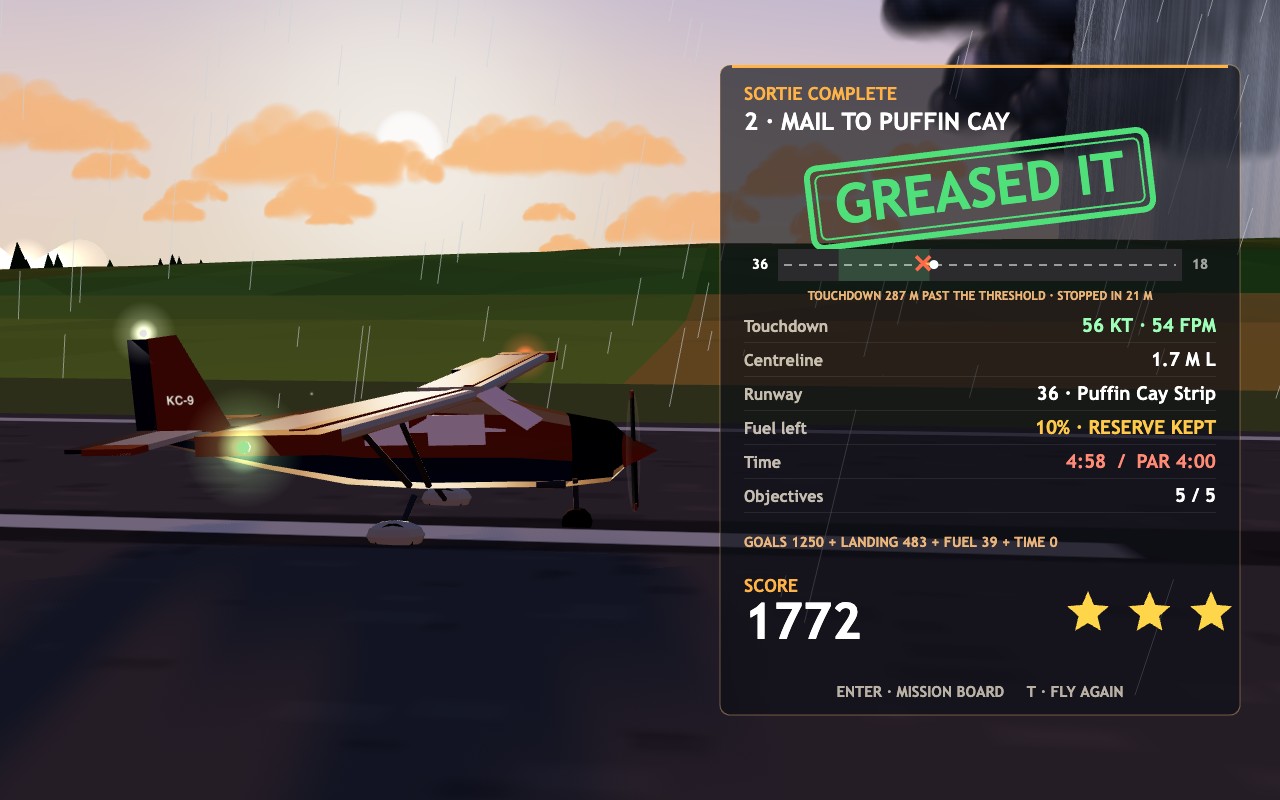 SORTIE COMPLETE
2 · MAIL TO PUFFIN CAY
GREASED IT
36 18
TOUCHDOWN 287 M PAST THE THRESHOLD · STOPPED IN 21 M
Touchdown 56 KT · 54 FPM
Centreline 1.7 M L
Runway 36 · Puffin Cay Strip
Fuel left 10% · RESERVE KEPT
Time 4:58 / PAR 4:00
Objectives 5 / 5
GOALS 1250 + LANDING 483 + FUEL 39 + TIME 0
SCORE
1772
ENTER · MISSION BOARD T · FLY AGAIN
KC-9